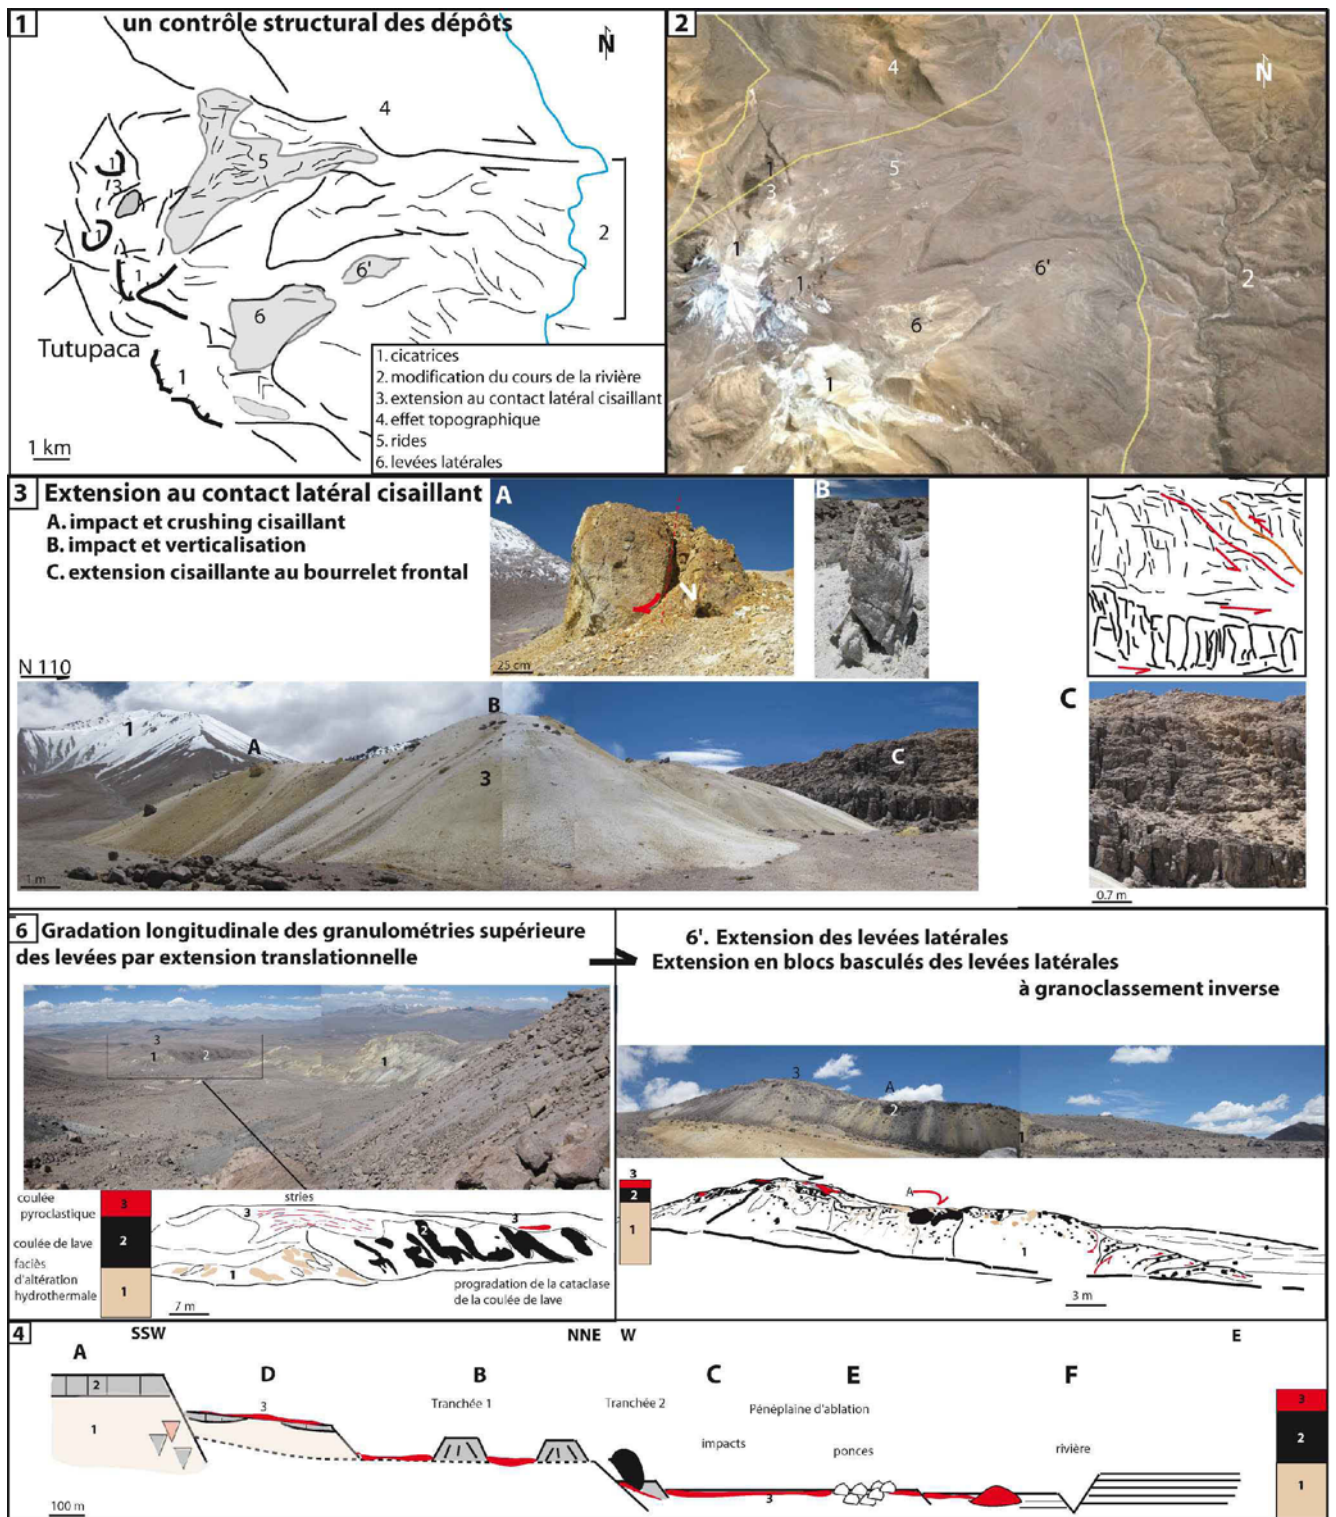 1
un contrôle structural des dépôts
N
4
1
3
5
1
2
1
6'
6
Tutupaca
1
1. cicatrices
2. modification du cours de la rivière
3. extension au contact latéral cisaillant
4. effet topographique
5. rides
6. levées latérales
1 km
2
4
N
1
5
3
1
6'
1
2
6
1
3 Extension au contact latéral cisaillant
A. impact et crushing cisaillant
B. impact et verticalisation
C. extension cisaillante au bourrelet frontal
A
25 cm
B
N 110
1
A
B
3
C
1 m
C
0.7 m
6 Gradation longitudinale des granulométries supérieure
des levées par extension translationnelle
3
1
2
1
coulée
pyroclastique
3
coulée de lave
2
faciès
d'altération
hydrothermale
1
stries
3
2
3
1
progradation de la cataclase
de la coulée de lave
7 m
6'. Extension des levées latérales
Extension en blocs basculés des levées latérales
à granoclassement inverse
3
A
2
1
3
2
1
A
1
3 m
4
SSW
NNE
W
E
A
D
B
C
E
F
Tranchée 1
Tranchée 2
Pénéplaine d'ablation
impacts
ponces
rivière
2
1
3
3
3
2
1
100 m